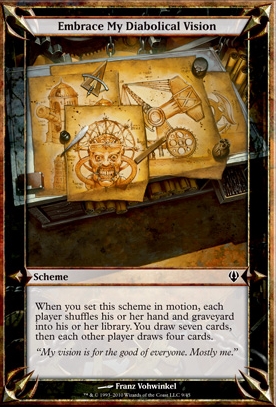 Embrace My Diabolical Vision
Scheme
When you set this scheme in motion, each
player shuffles his or her hand and graveyard
into his or her library. You draw seven cards,
then each other player draws four cards.
“My vision is for the good of everyone. Mostly me.”
Franz Vohwinkel
™ & © 1993–2010 Wizards of the Coast LLC 9/45